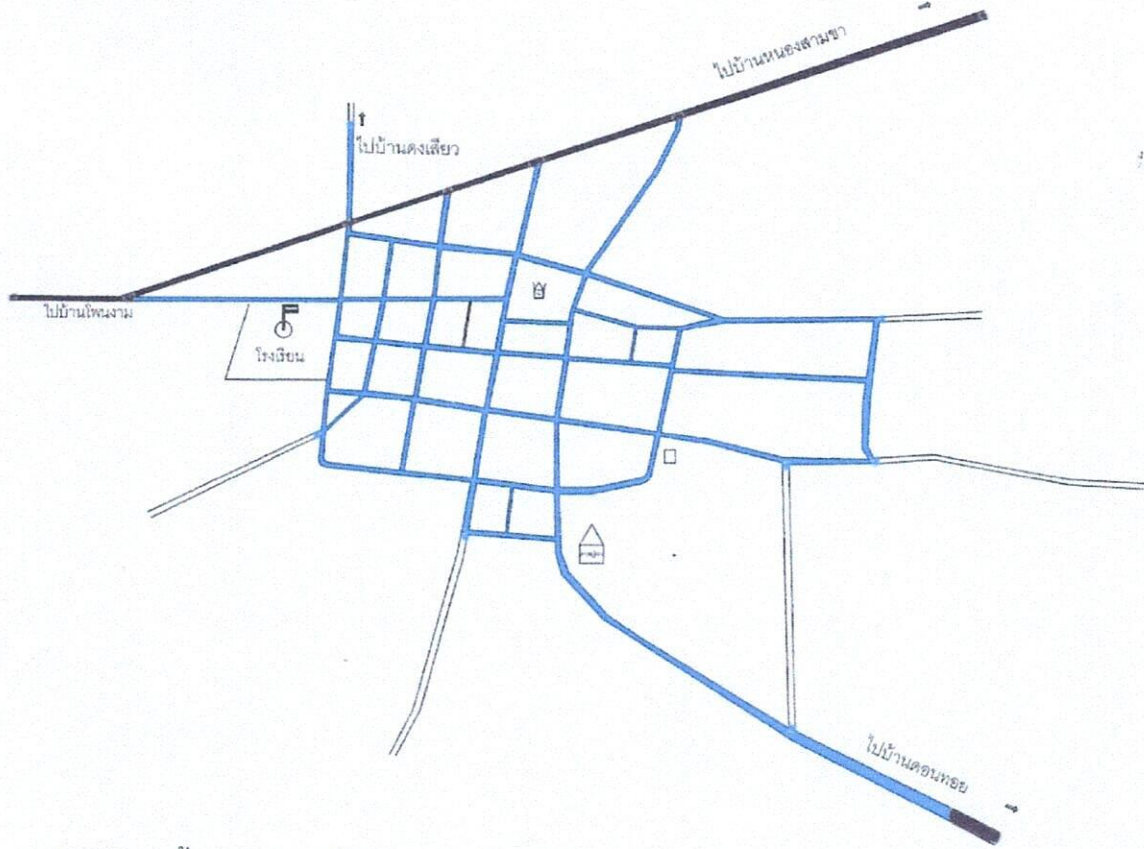 ไปบ้านหนองสามขา
ไปบ้านดงเสียว
ไปบ้านโพนงาม
โรงเรียน
ไปบ้านดอนทอย